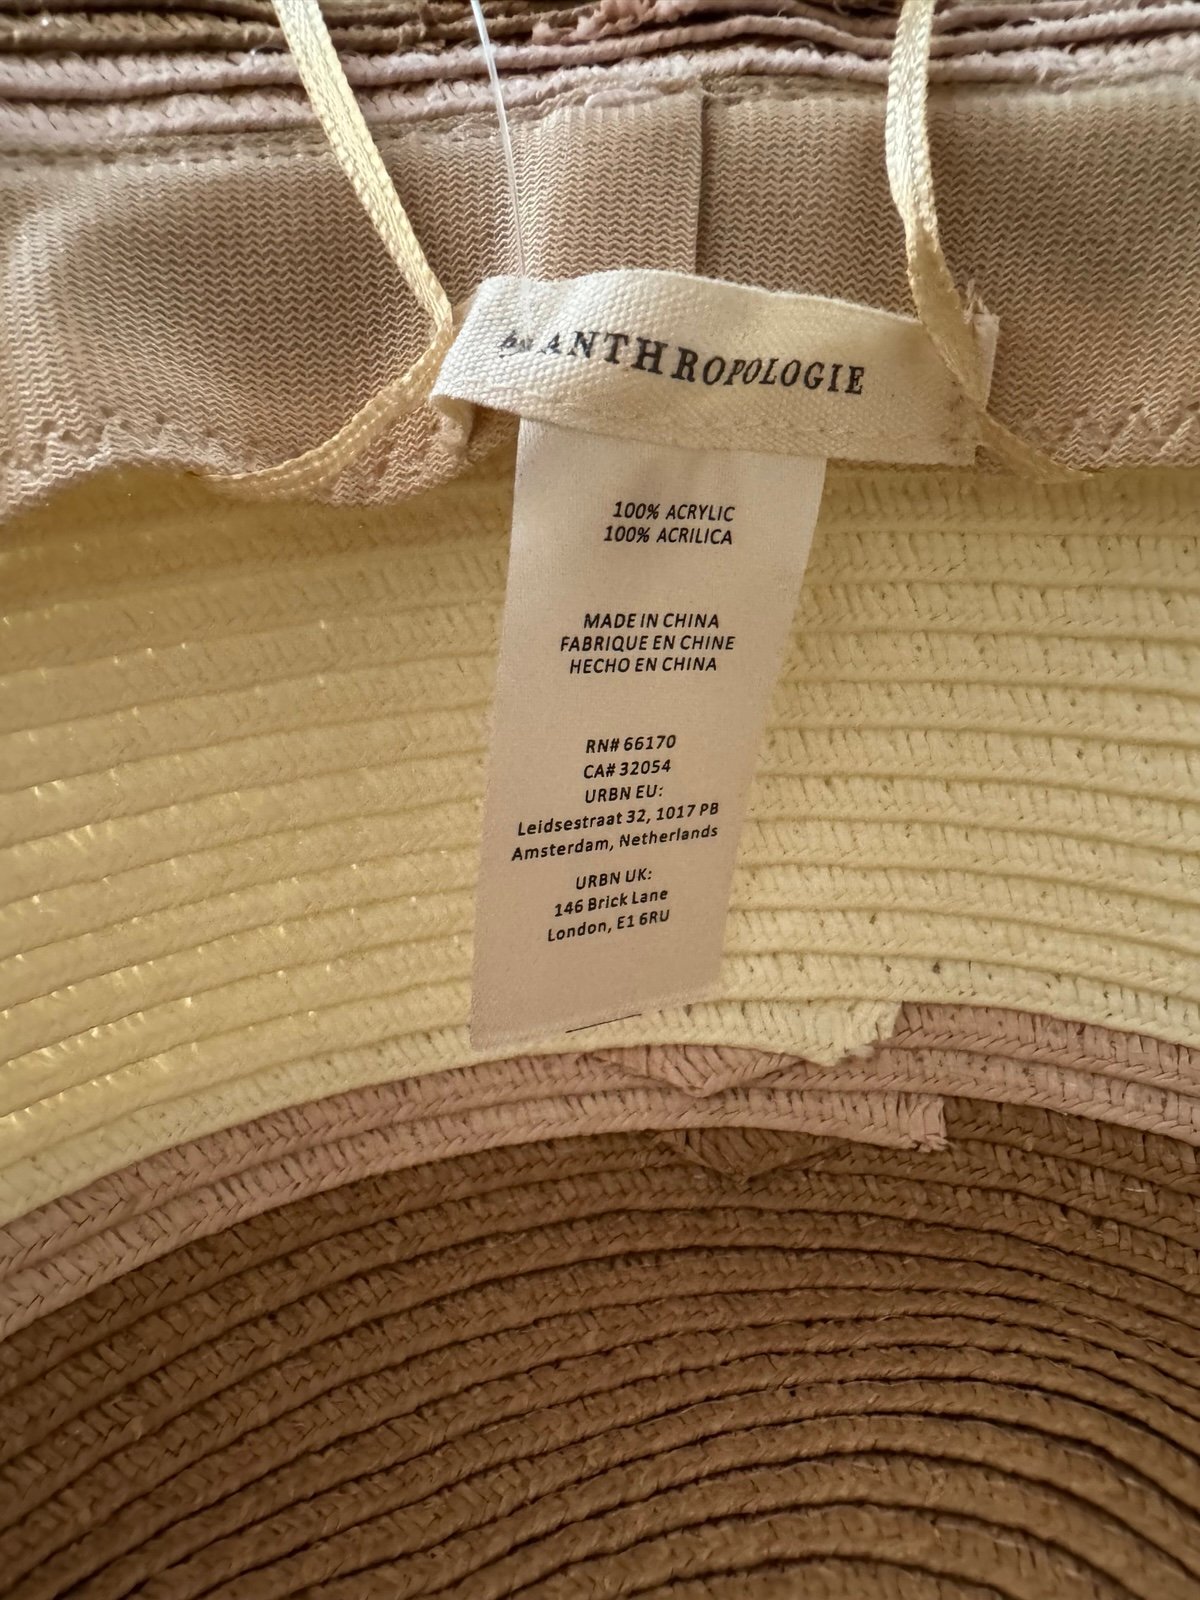 ANTHROPOLOGIE
100% ACRYLIC
100% ACRILICA
MADE IN CHINA
FABRIQUE EN CHINE
HECHO EN CHINA
RN# 66170
CA# 32054
URBN EU:
Leidsestraat 32, 1017 PB
Amsterdam, Netherlands
URBN UK:
146 Brick Lane
London, E1 6RU